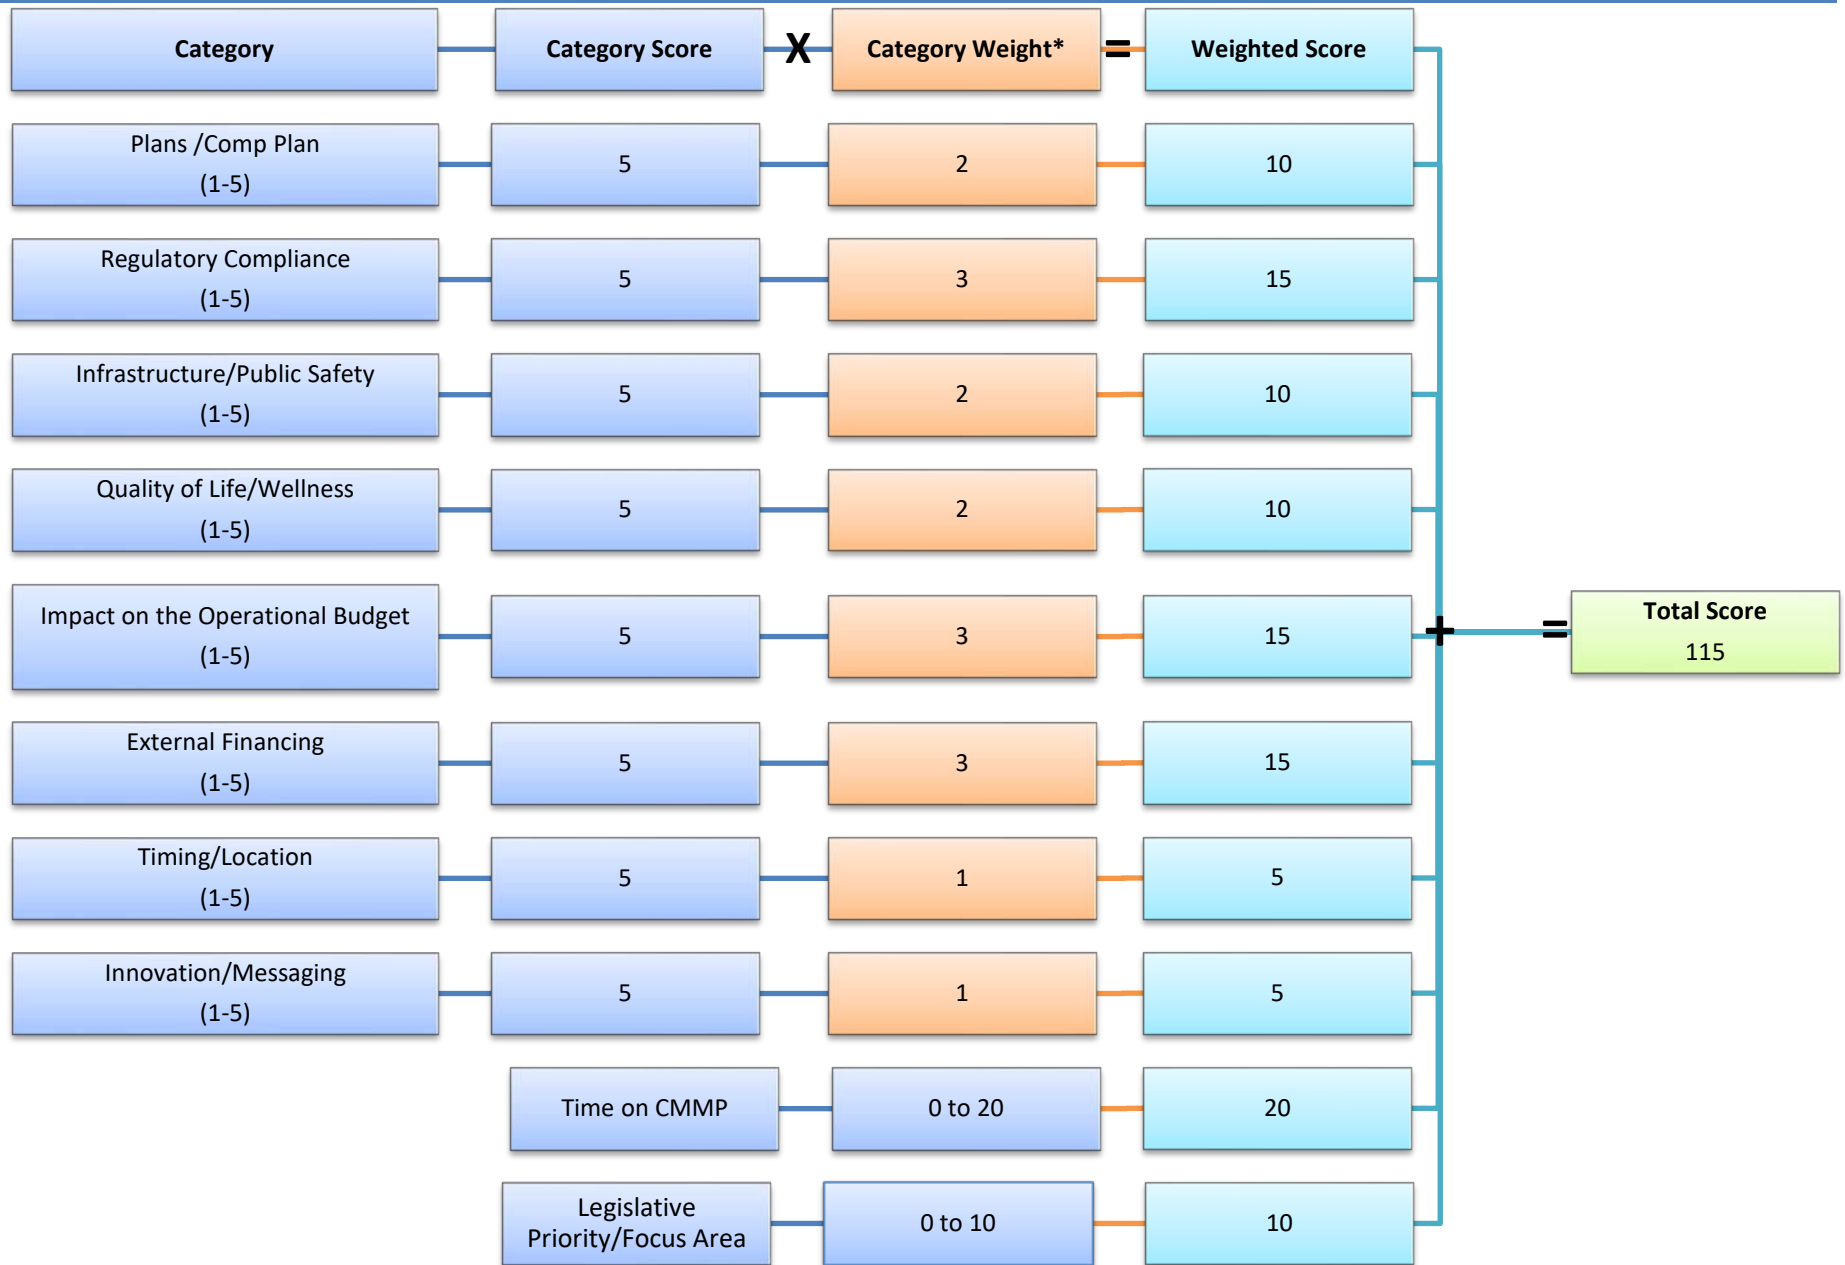 Category
Category Score
X
Category Weight*
=
Weighted Score
Plans /Comp Plan
(1-5)
5
2
10
Regulatory Compliance
(1-5)
5
3
15
Infrastructure/Public Safety
(1-5)
5
2
10
Quality of Life/Wellness
(1-5)
5
2
10
Impact on the Operational Budget
(1-5)
5
3
15
+
=
Total Score
115
External Financing
(1-5)
5
3
15
Timing/Location
(1-5)
5
1
5
Innovation/Messaging
(1-5)
5
1
5
Time on CMMP
0 to 20
20
Legislative
Priority/Focus Area
0 to 10
10